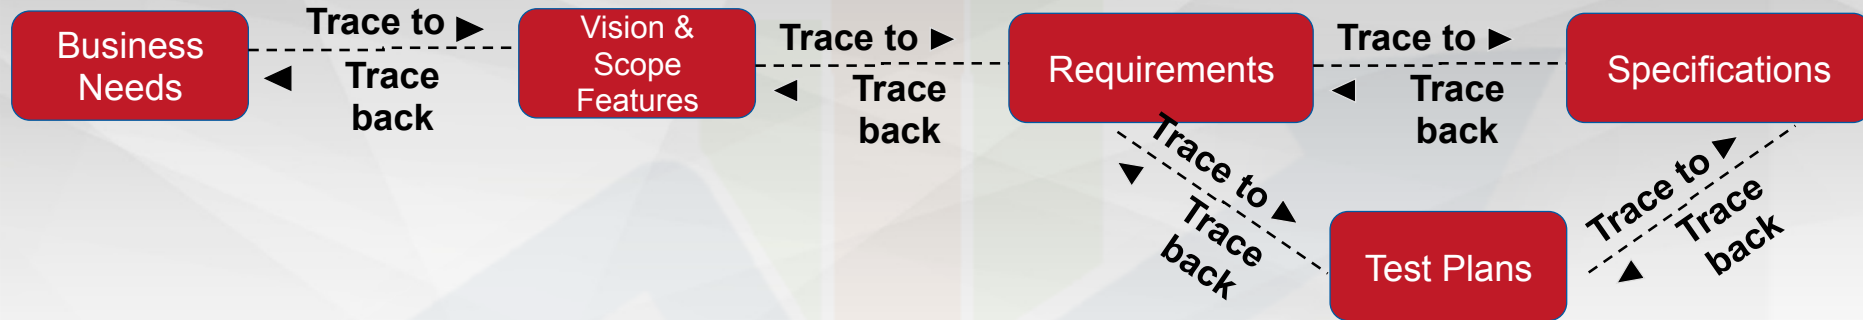 Business
Needs
Trace to ►
◄ Trace
back
Vision &
Scope
Features
Trace to ►
◄ Trace
back
Requirements
Trace to ►
◄ Trace
back
Specifications
Trace to ►
◄ Trace
back
Test Plans
Trace to ►
◄ Trace
back